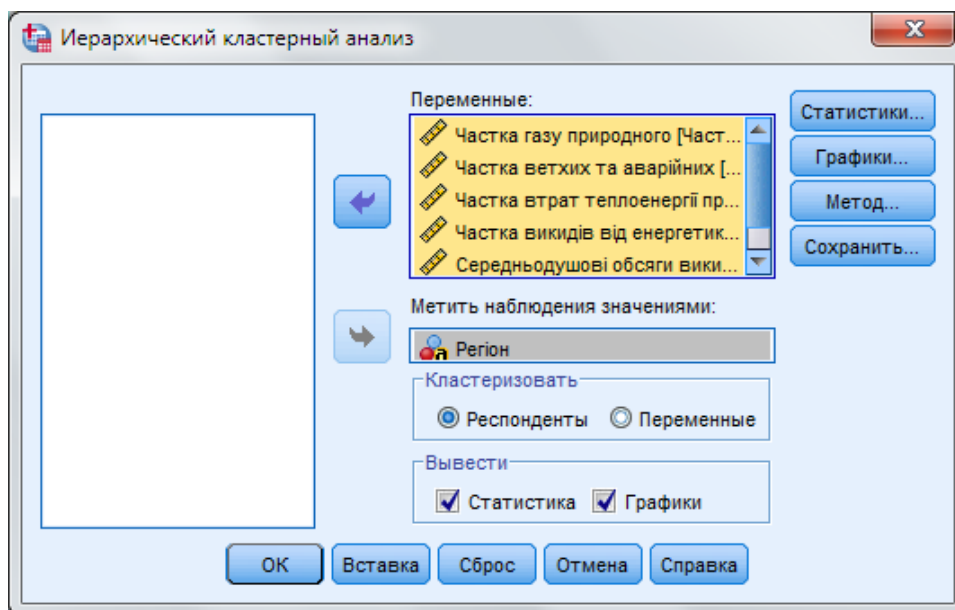 Иерархический кластерный анализ
Переменные:
Частка газу природного [Част...
Частка ветхих та аварійних [...
Частка втрат теплоенергії пр...
Частка викидів від енергетик...
Середньодушові обсяги вики...
Статистики...
Графики...
Метод...
Сохранить...
Метить наблюдения значениями:
a Регіон
Кластеризовать
Респонденты Переменные
Вывести
Статистика Графики
ОК Вставка Сброс Отмена Справка